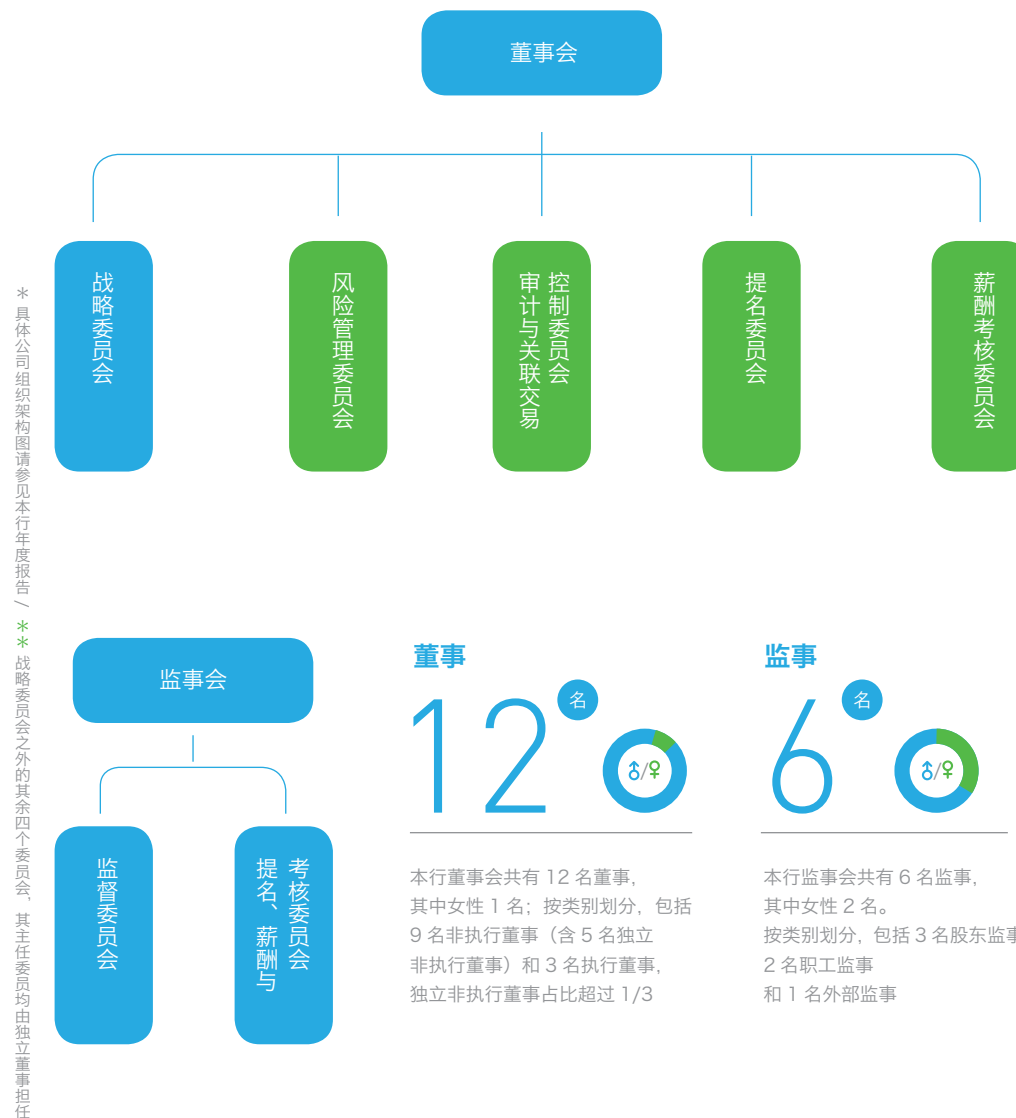 董事会
战略委员会
风险管理委员会
审计与关联交易
控制委员会
提名委员会
薪酬考核委员会
* 具体公司组织架构图请参见本行年度报告 / ** 战略委员会之外的其余四个委员会，其主任委员均由独立董事担任
监事会
监督委员会
提名、薪酬与
考核委员会
董事
12 名
♂/♀
本行董事会共有 12 名董事，
其中女性 1 名；按类别划分，包括
9 名非执行董事（含 5 名独立
非执行董事）和 3 名执行董事，
独立非执行董事占比超过 1/3
监事
6 名
♂/♀
本行监事会共有 6 名监事，
其中女性 2 名。
按类别划分，包括 3 名股东监事
2 名职工监事
和 1 名外部监事